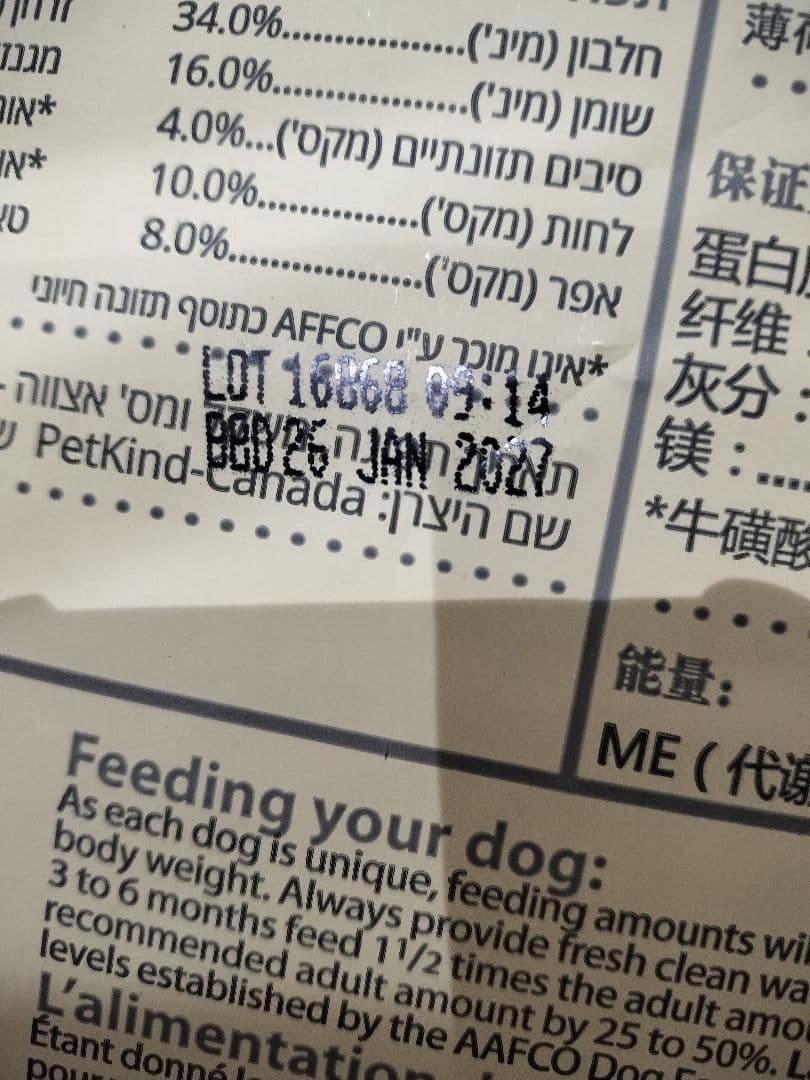 34.0%................חלבון (מינ')
16.0%..................שומן (מינ')
4.0%...סיבים תזונתיים (מקס')
10.0%...............לחות (מקס')
8.0%..................אפר (מקס')
*אינו מוכר ע"י AFFCO כתוסף תזונה חיוני
LOT 16868 09:14
ומס' אצווה -
BBD 26 JAN 2027
שם היצרן: PetKind-Canada
保证
蛋白
纤维
灰分：
镁：....
*牛磺酸
能量：
ME ( 代谢
Feeding your dog:
As each dog is unique, feeding amounts
body weight. Always provide fresh clean
3 to 6 months feed 1 1/2 times the adult
recommended adult amount by 25 to 50%.
levels established by the AAFCO Dog
L'alimentation
Étant donné